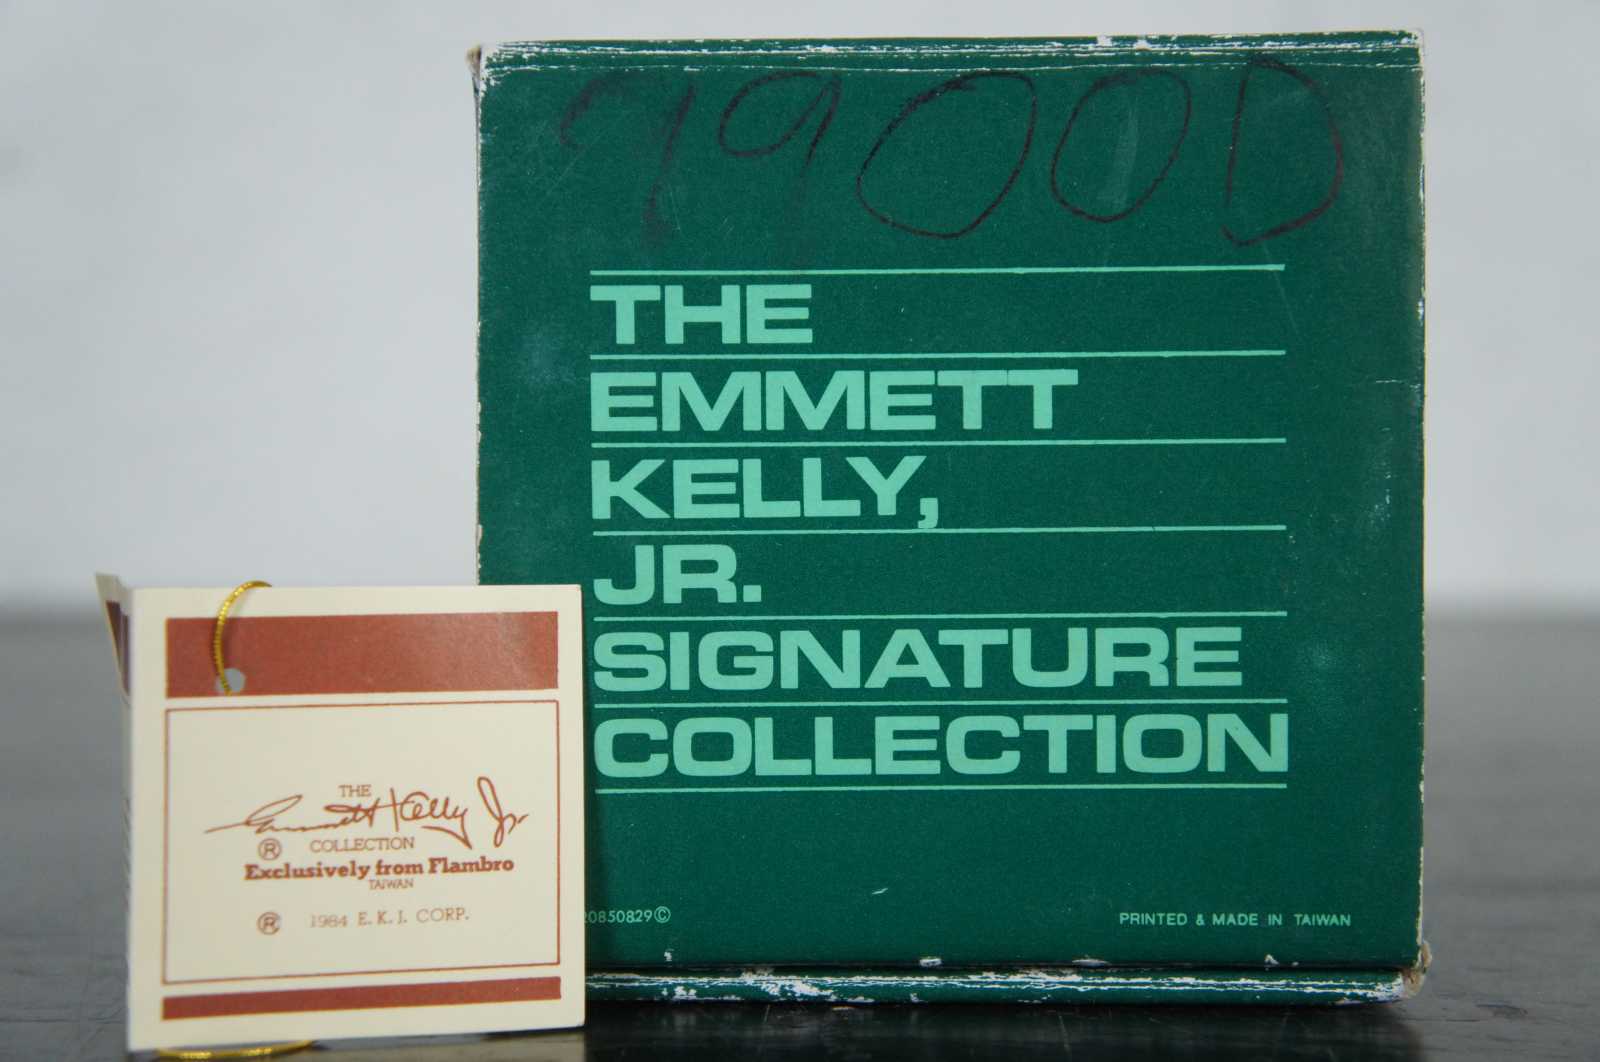 7900D
THE
EMMETT
KELLY,
JR.
SIGNATURE
COLLECTION
20850829©
PRINTED & MADE IN TAIWAN
THE
Emmett Kelly Jr.
® COLLECTION
Exclusively from Flambro
TAIWAN
® 1984 E.K.J. CORP.